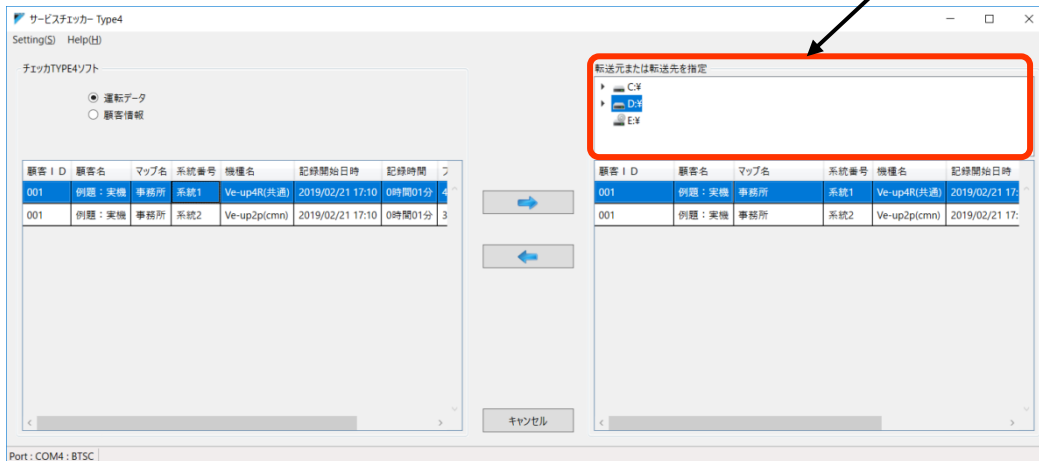 サービスチェッカー Type4
Setting(S) Help(H)
チェッカTYPE4ソフト
運転データ
顧客情報
転送元または転送先を指定
C:¥
D:¥
E:¥
顧客ID 顧客名 マップ名 系統番号 機種名 記録開始日時 記録時間
001 例題：実機 事務所 系統1 Ve-up4R(共通) 2019/02/21 17:10 0時間01分 4
001 例題：実機 事務所 系統2 Ve-up2p(cmn) 2019/02/21 17:10 0時間01分 3
顧客ID 顧客名 マップ名 系統番号 機種名 記録開始日時
001 例題：実機 事務所 系統1 Ve-up4R(共通) 2019/02/21 17:
001 例題：実機 事務所 系統2 Ve-up2p(cmn) 2019/02/21 17:
キャンセル
Port : COM4 : BTSC